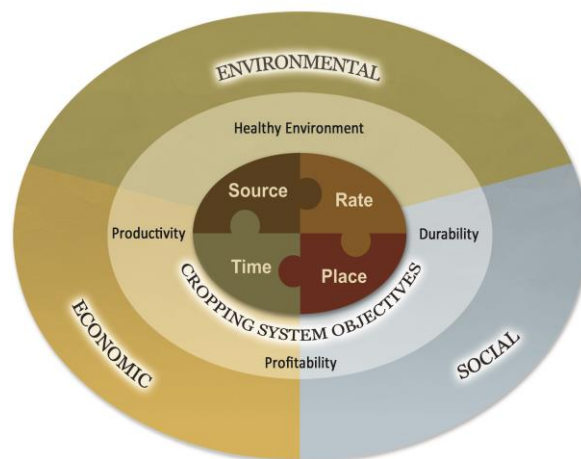 ENVIRONMENTAL
Healthy Environment
Source
Rate
Productivity
Durability
Time
Place
CROPPING SYSTEM OBJECTIVES
Profitability
ECONOMIC
SOCIAL